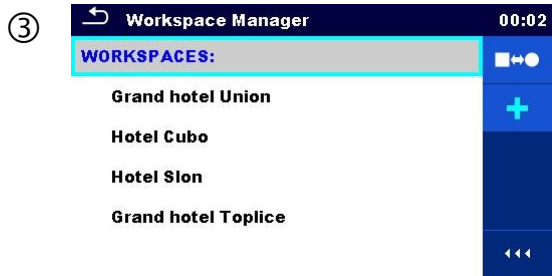 ③
Workspace Manager 00:02
WORKSPACES:
Grand hotel Union
Hotel Cubo
Hotel Slon
Grand hotel Toplice